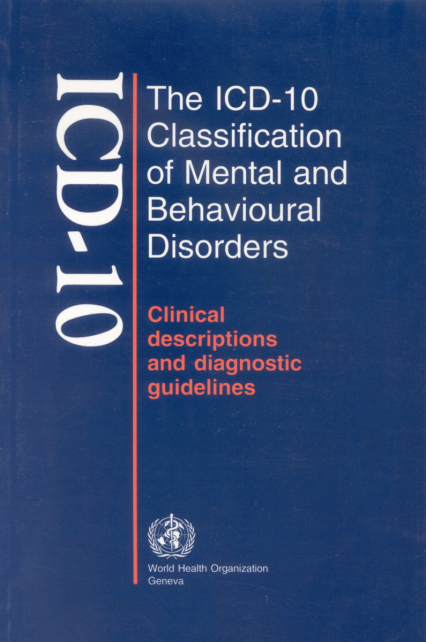 ICD-10
The ICD-10
Classification
of Mental and
Behavioural
Disorders
Clinical
descriptions
and diagnostic
guidelines
World Health Organization
Geneva